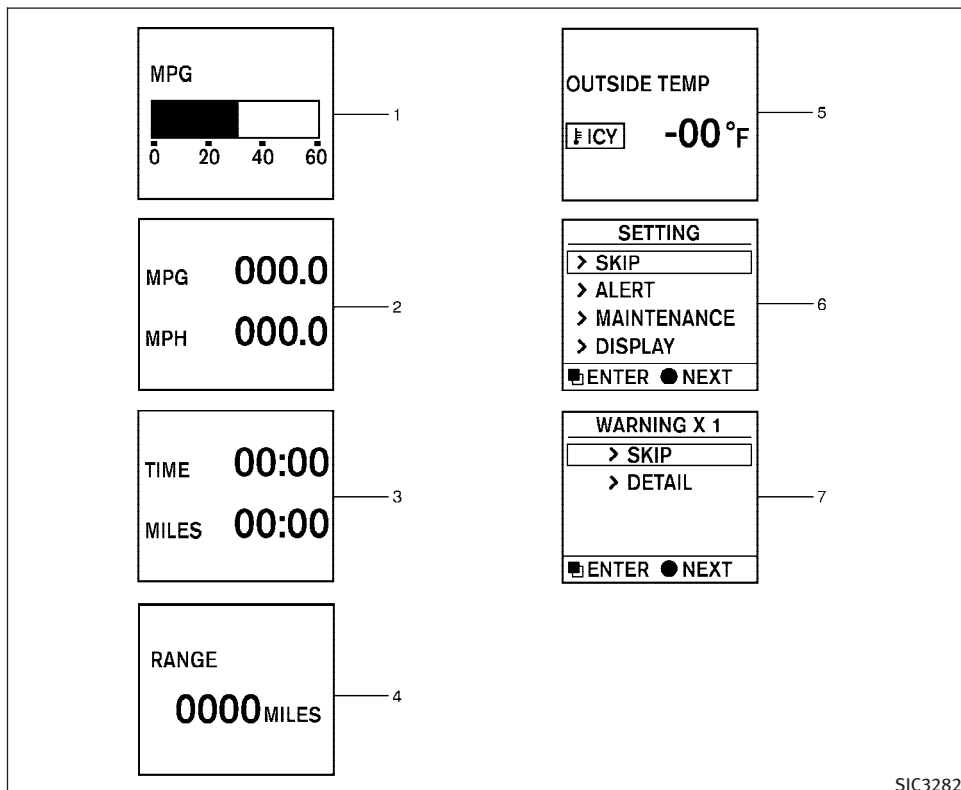 MPG
0 20 40 60
1
MPG 000.0
MPH 000.0
2
TIME 00:00
MILES 00:00
3
RANGE
0000 MILES
4
OUTSIDE TEMP
ICY -00°F
5
SETTING
> SKIP
> ALERT
> MAINTENANCE
> DISPLAY
ENTER ● NEXT
6
WARNING X 1
> SKIP
> DETAIL
ENTER ● NEXT
7
SIC3282